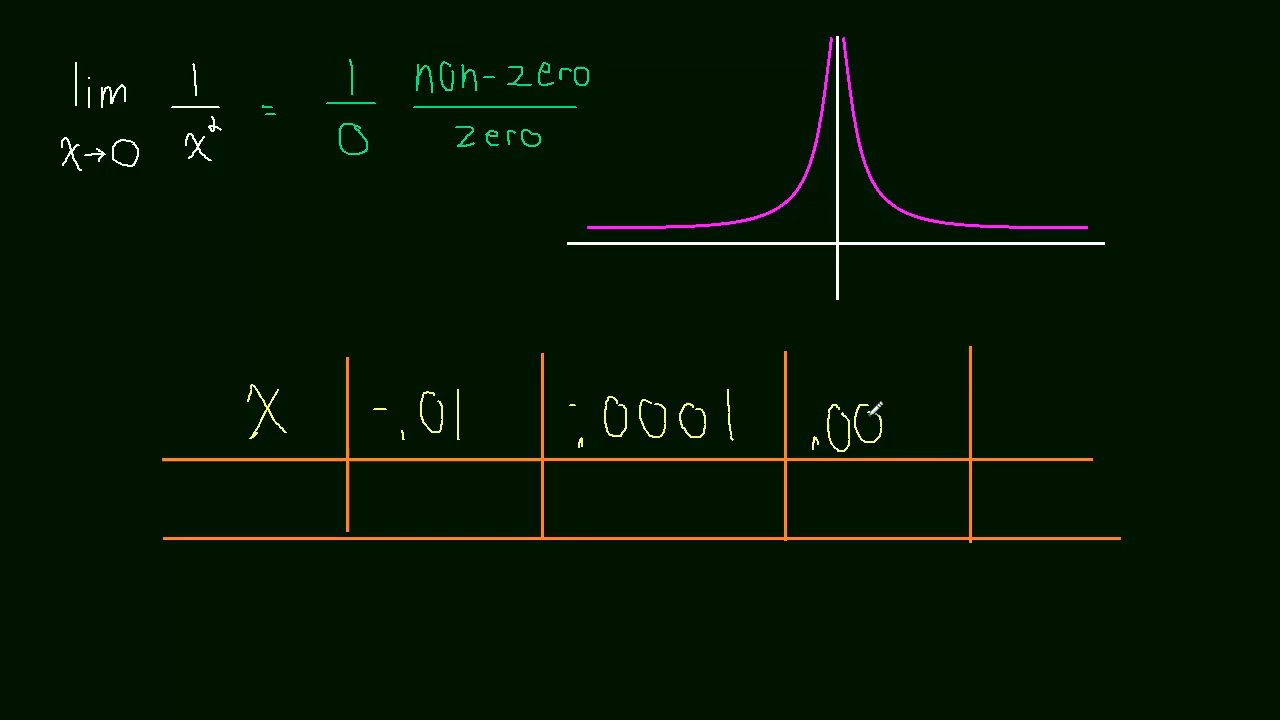 lim x→0 1/x² = 1/0 non-zero/zero
x -.01 -.0001 .00